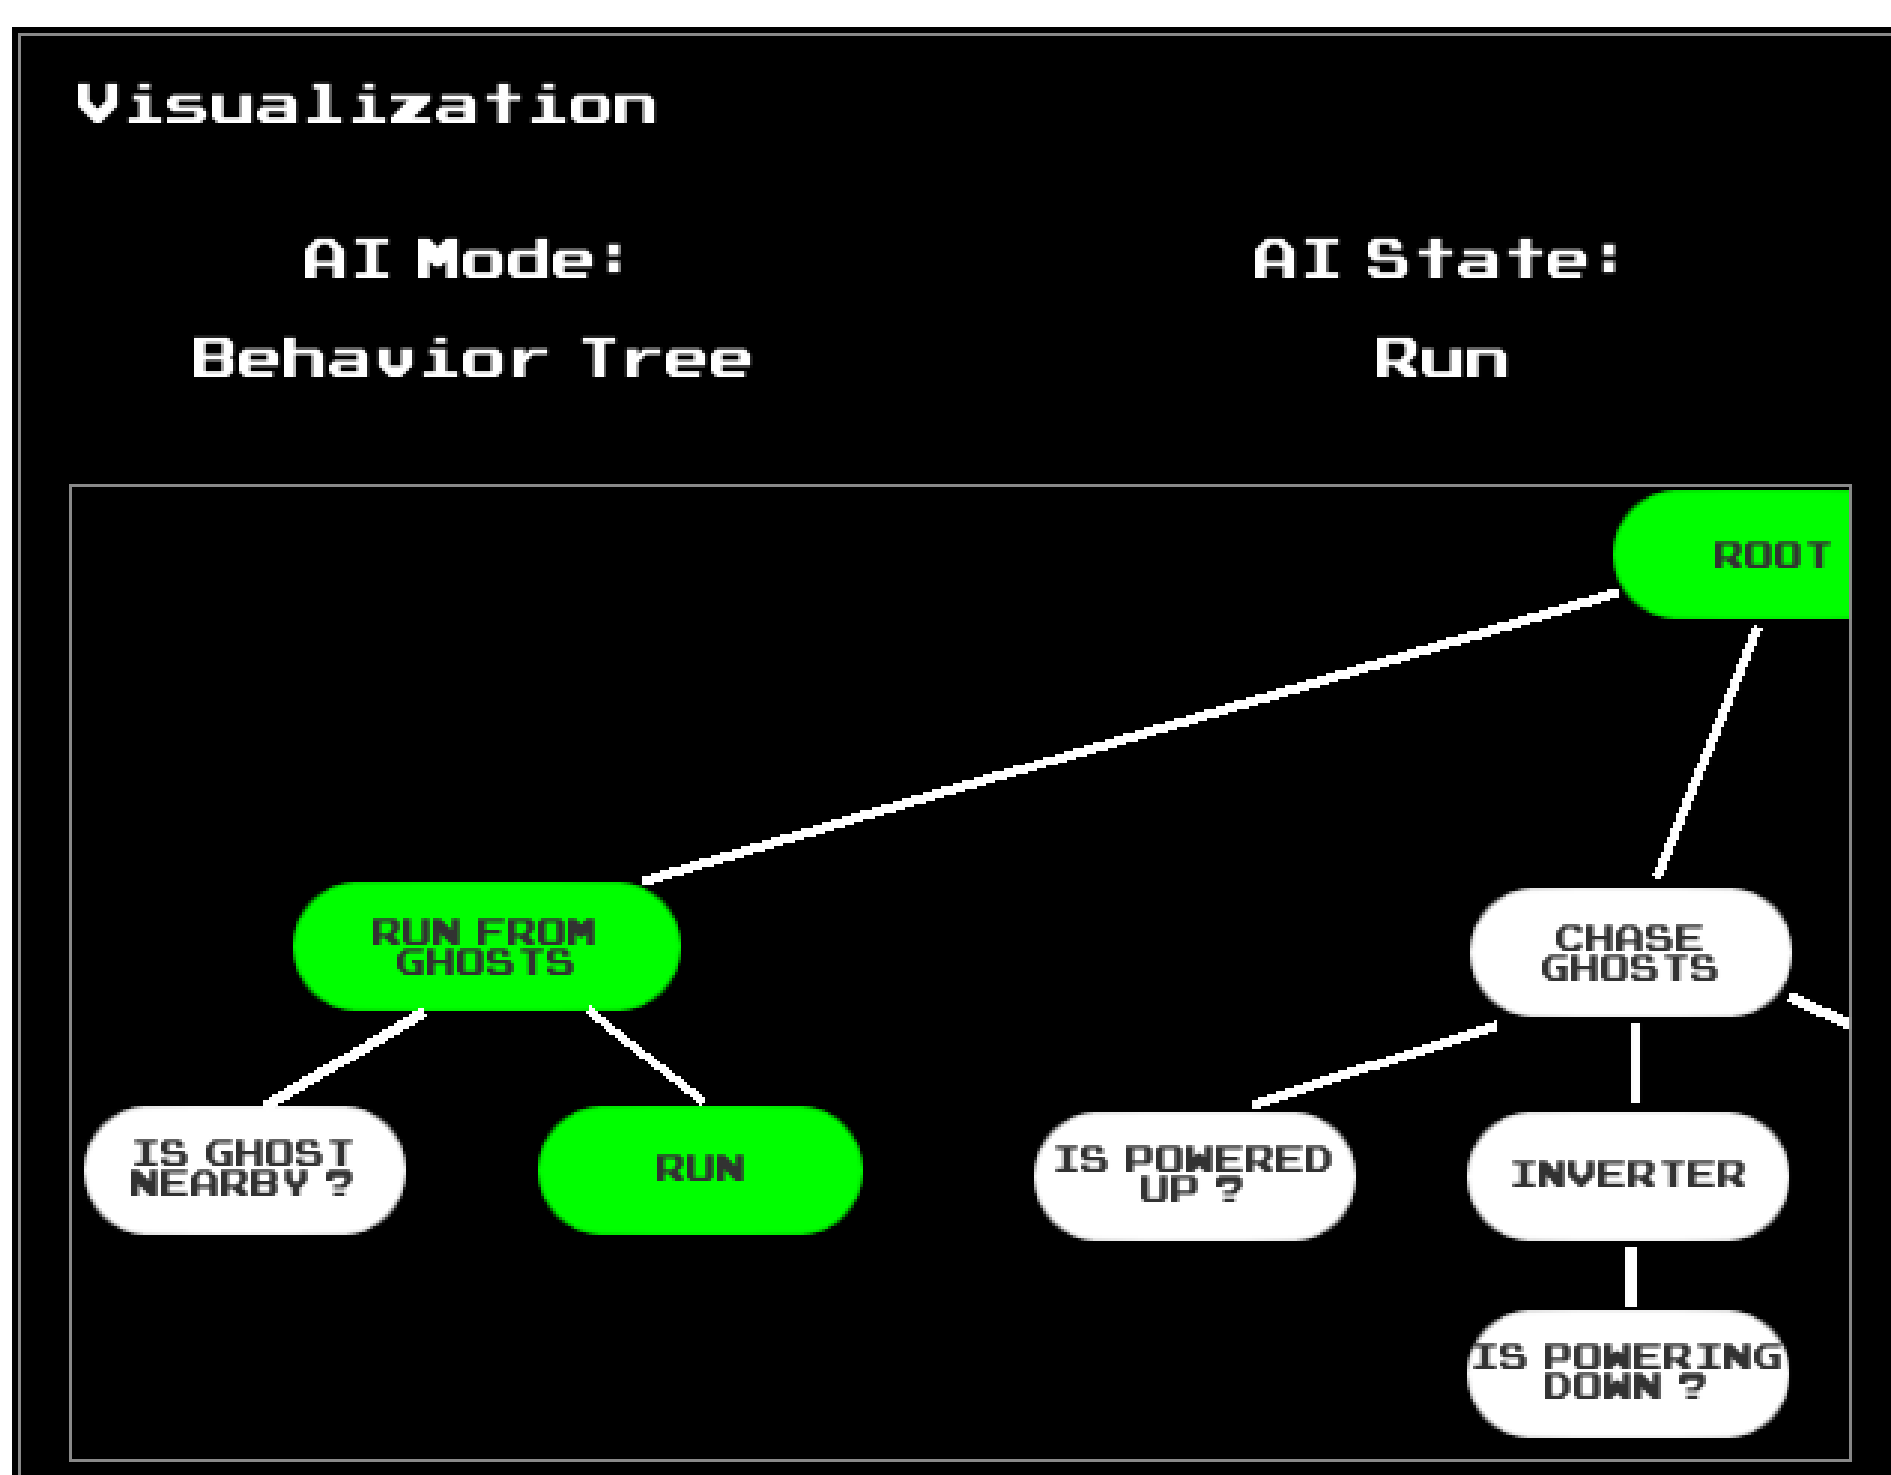 Visualization
AI Mode:
AI State:
Behavior Tree
Run
ROOT
RUN FROM
GHOSTS
CHASE
GHOSTS
IS GHOST
NEARBY ?
RUN
IS POWERED
UP ?
INVERTER
IS POWERING
DOWN ?